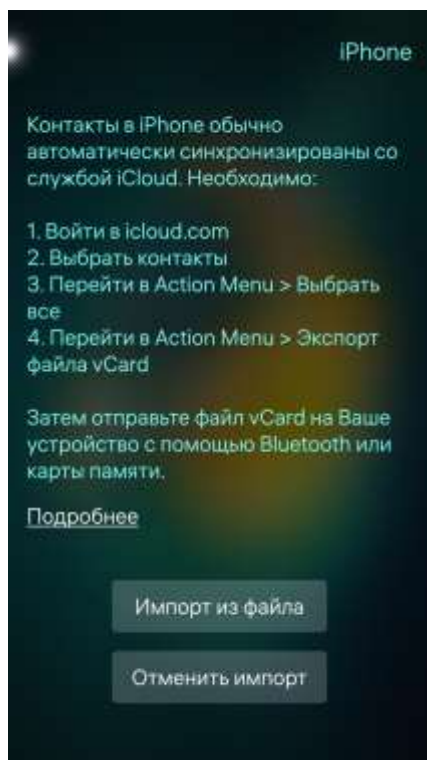 iPhone
Контакты в iPhone обычно
автоматически синхронизированы со
службой iCloud. Необходимо:
1. Войти в icloud.com
2. Выбрать контакты
3. Перейти в Action Menu > Выбрать
все
4. Перейти в Action Menu > Экспорт
файла vCard
Затем отправьте файл vCard на Ваше
устройство с помощью Bluetooth или
карты памяти.
Подробнее
Импорт из файла
Отменить импорт